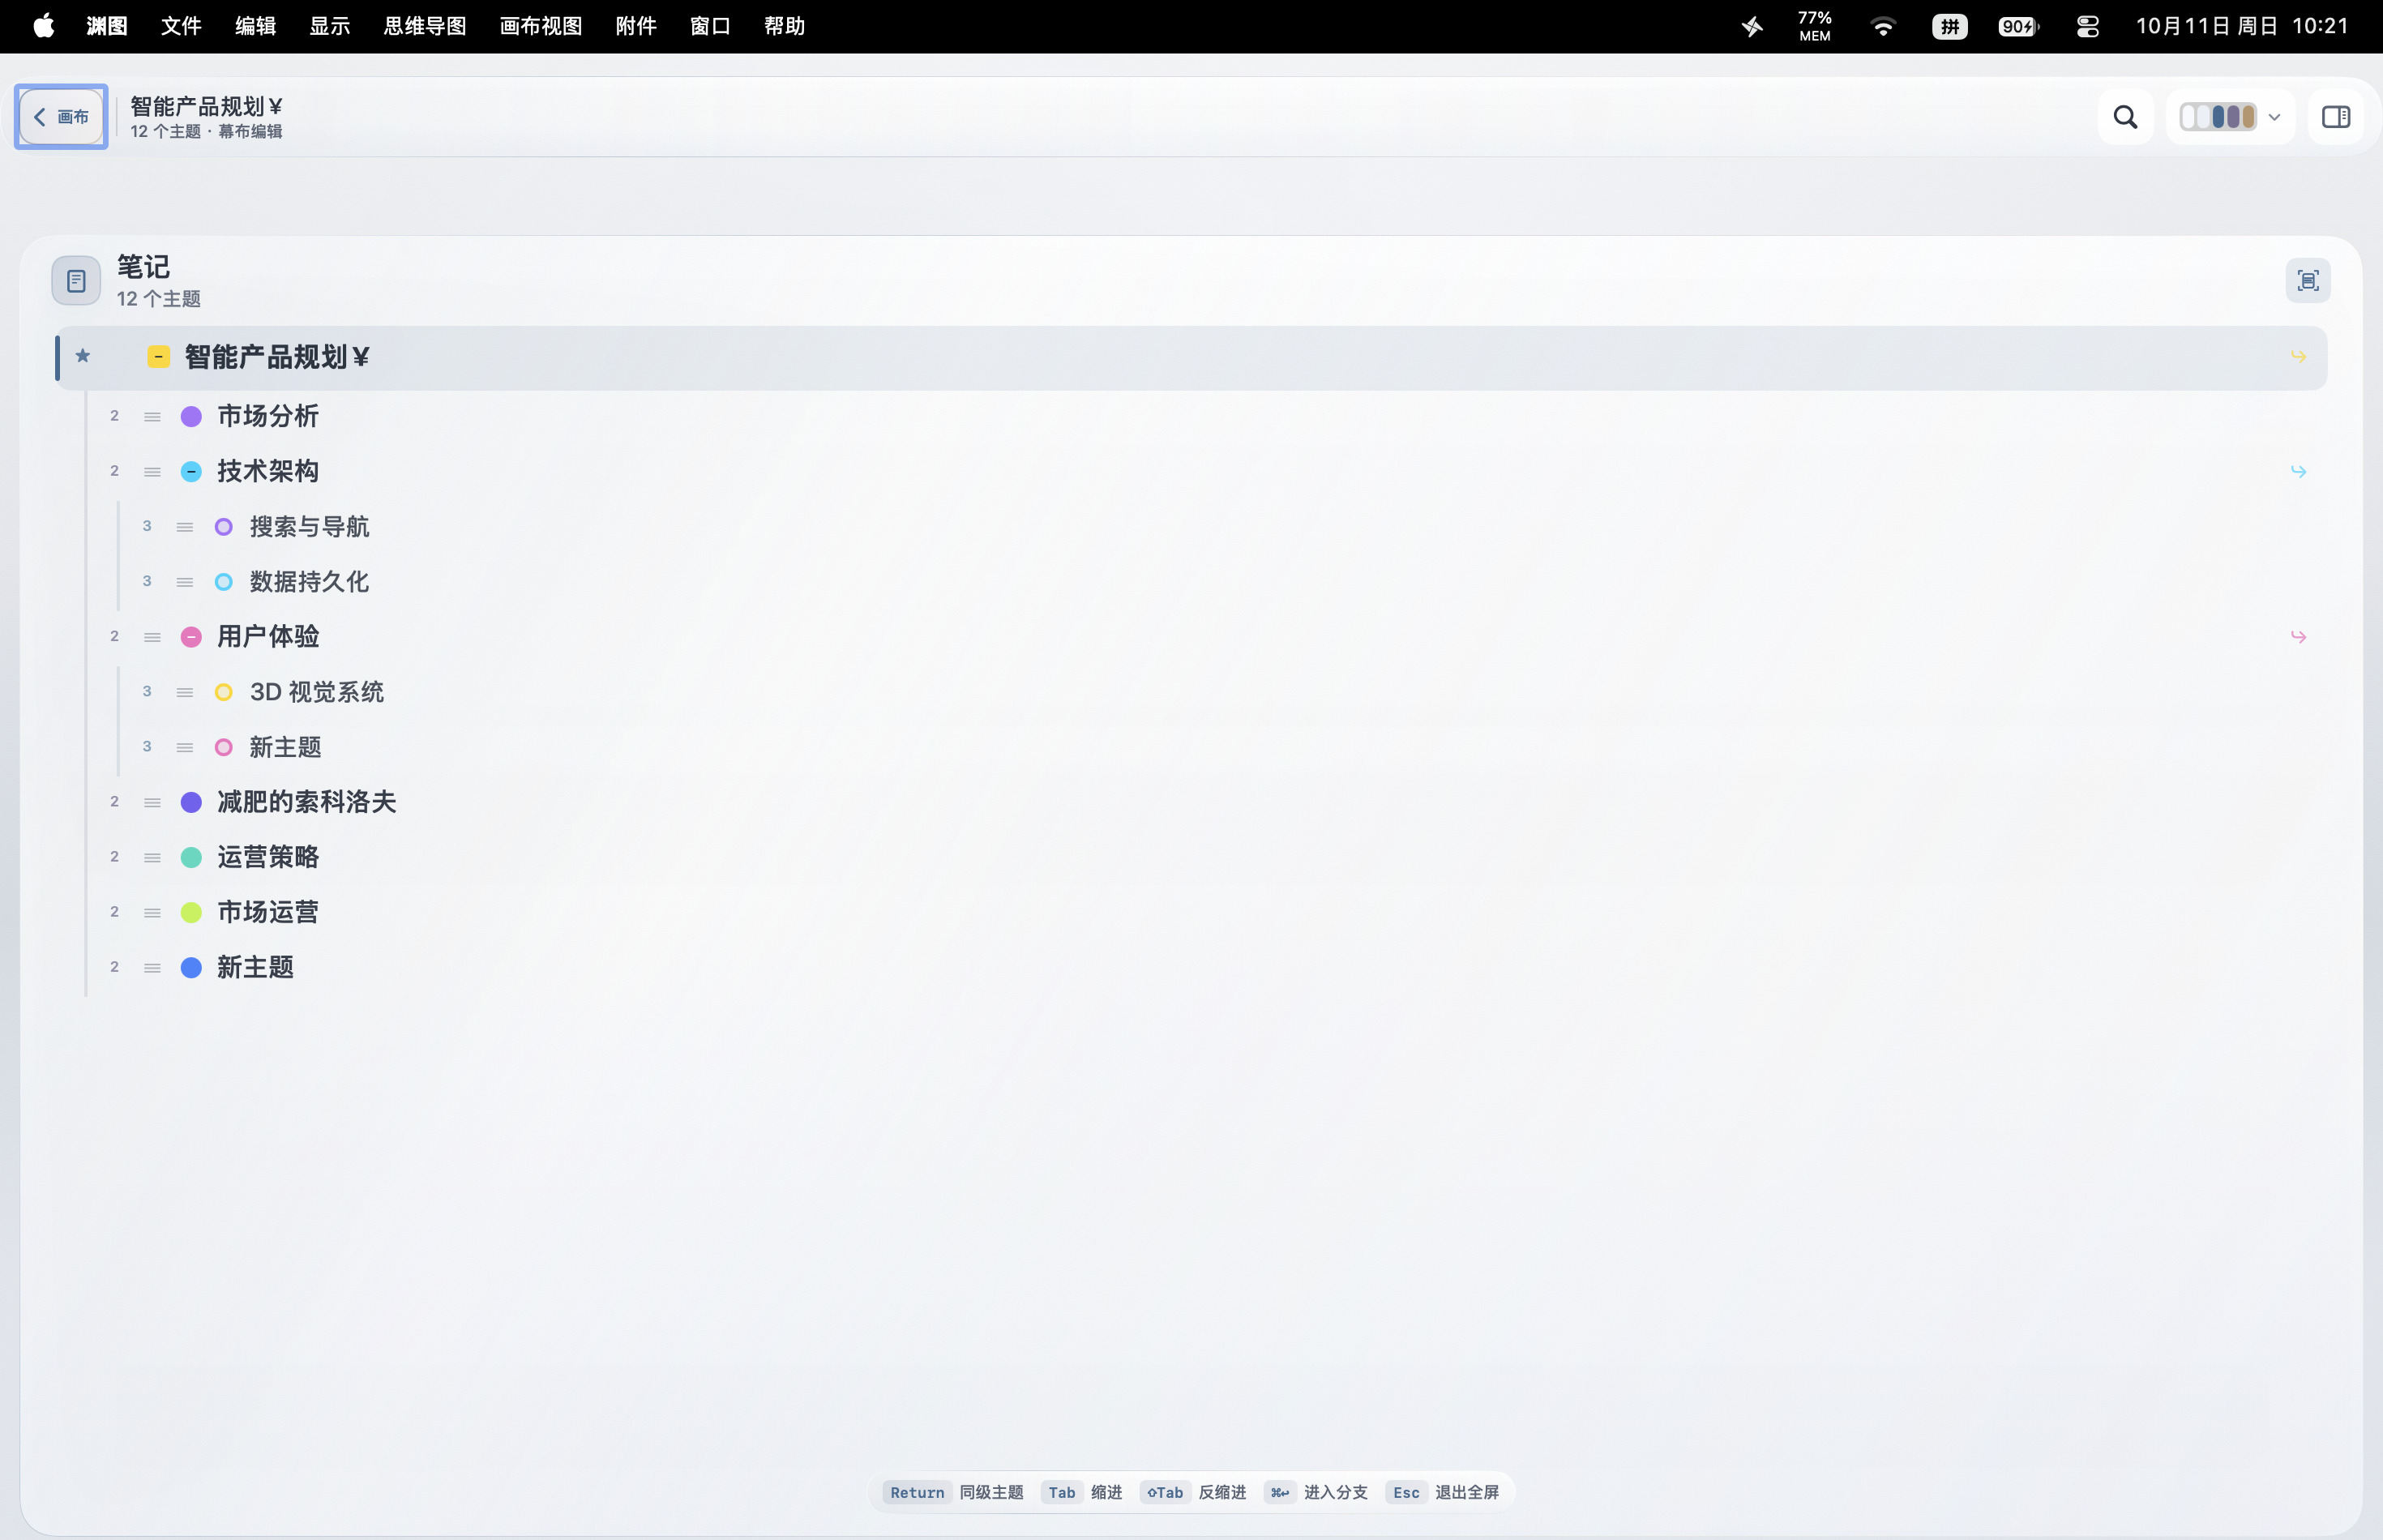 渊图 文件 编辑 显示 思维导图 画布视图 附件 窗口 帮助 77% MEM 拼 90 10月11日 周日 10:21
画布
智能产品规划¥
12 个主题 · 幕布编辑
笔记
12 个主题
智能产品规划¥
2 市场分析
2 技术架构
3 搜索与导航
3 数据持久化
2 用户体验
3 3D 视觉系统
3 新主题
2 减肥的索科洛夫
2 运营策略
2 市场运营
2 新主题
Return 同级主题 Tab 缩进 ⇧Tab 反缩进 ⌘↩ 进入分支 Esc 退出全屏